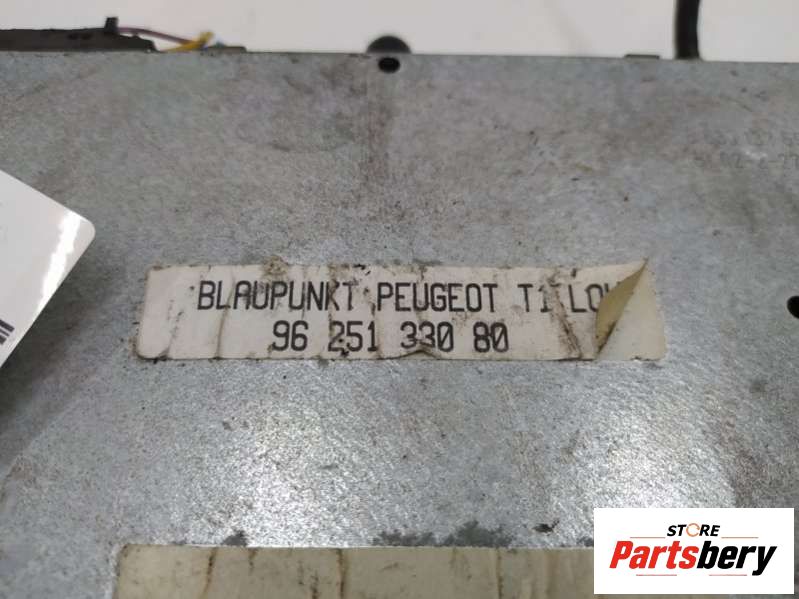 BLAUPUNKT PEUGEOT T1 LOW
96 251 330 80
STORE
Partsbery